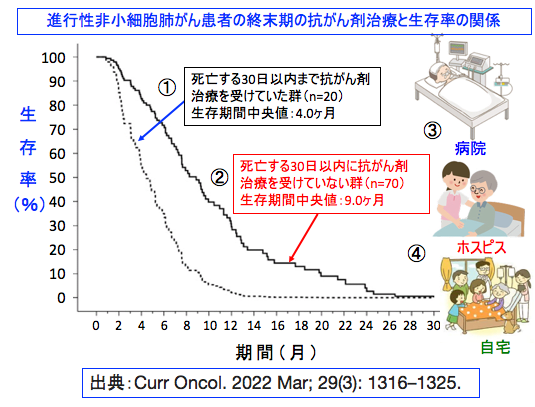 進行性非小細胞肺がん患者の終末期の抗がん剤治療と生存率の関係
生存率(%)
100
90
80
70
60
50
40
30
20
10
0
①
死亡する30日以内まで抗がん剤
治療を受けていた群(n=20)
生存期間中央値:4.0ヶ月
②
死亡する30日以内に抗がん剤
治療を受けていない群(n=70)
生存期間中央値:9.0ヶ月
③
病院
ホスピス
④
自宅
0 2 4 6 8 10 12 14 16 18 20 22 24 26 28 30
期間(月)
出典:Curr Oncol. 2022 Mar; 29(3): 1316–1325.